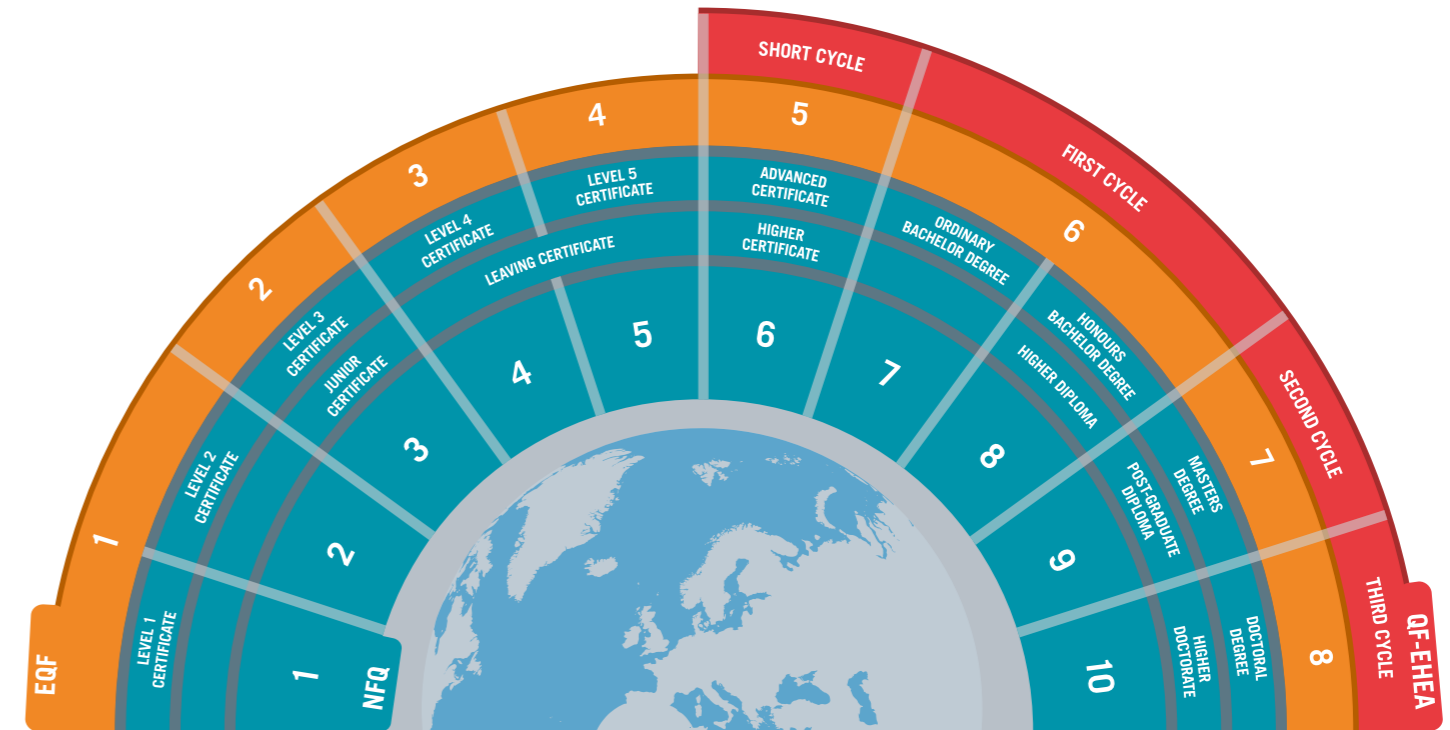 SHORT CYCLE
FIRST CYCLE
SECOND CYCLE
THIRD CYCLE
QF-EHEA
EQF
1
2
3
4
5
6
7
8
LEVEL 1
CERTIFICATE
LEVEL 2
CERTIFICATE
LEVEL 3
CERTIFICATE
LEVEL 4
CERTIFICATE
LEVEL 5
CERTIFICATE
ADVANCED
CERTIFICATE
ORDINARY
BACHELOR DEGREE
HONOURS
BACHELOR DEGREE
MASTERS
DEGREE
DOCTORAL
DEGREE
JUNIOR
CERTIFICATE
LEAVING CERTIFICATE
HIGHER
CERTIFICATE
HIGHER DIPLOMA
POST-GRADUATE
DIPLOMA
HIGHER
DOCTORATE
NFQ
1
2
3
4
5
6
7
8
9
10